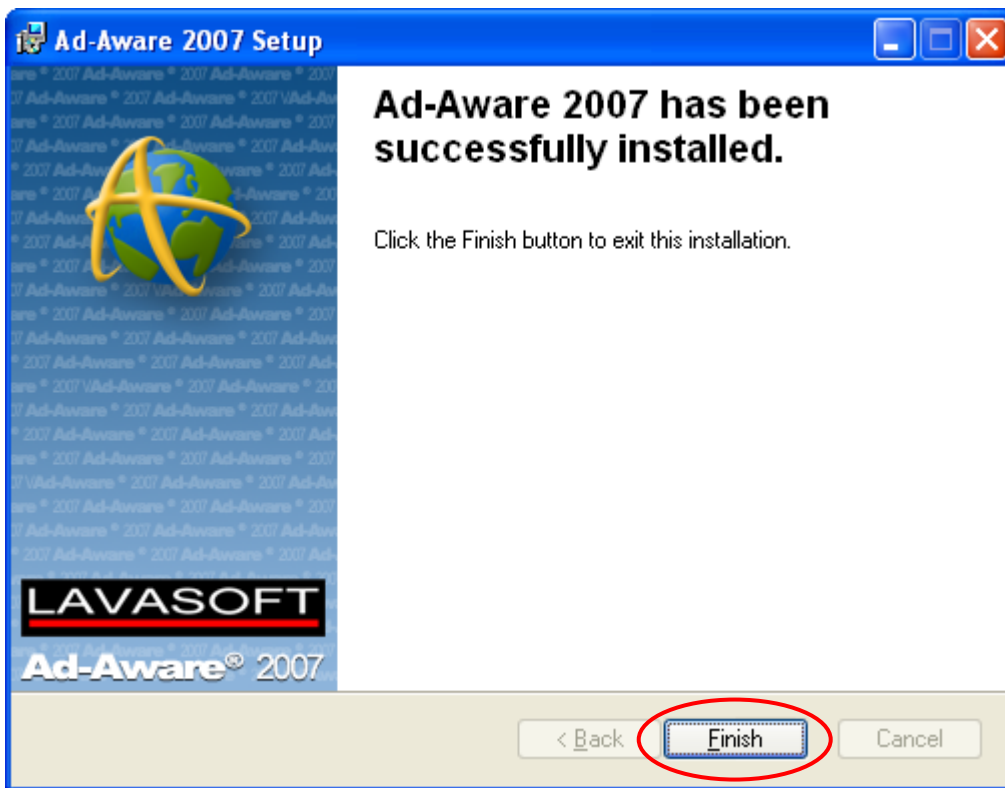 Ad-Aware 2007 Setup
Ad-Aware 2007 has been
successfully installed.
Click the Finish button to exit this installation.
LAVASOFT
Ad-Aware® 2007
< Back
Finish
Cancel